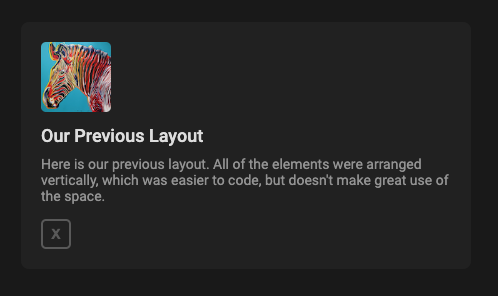 Our Previous Layout
Here is our previous layout. All of the elements were arranged
vertically, which was easier to code, but doesn't make great use of
the space.
X